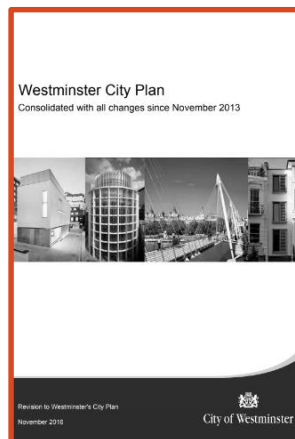 Westminster City Plan
Consolidated with all changes since November 2013
Revision to Westminster's City Plan
November 2016
City of Westminster